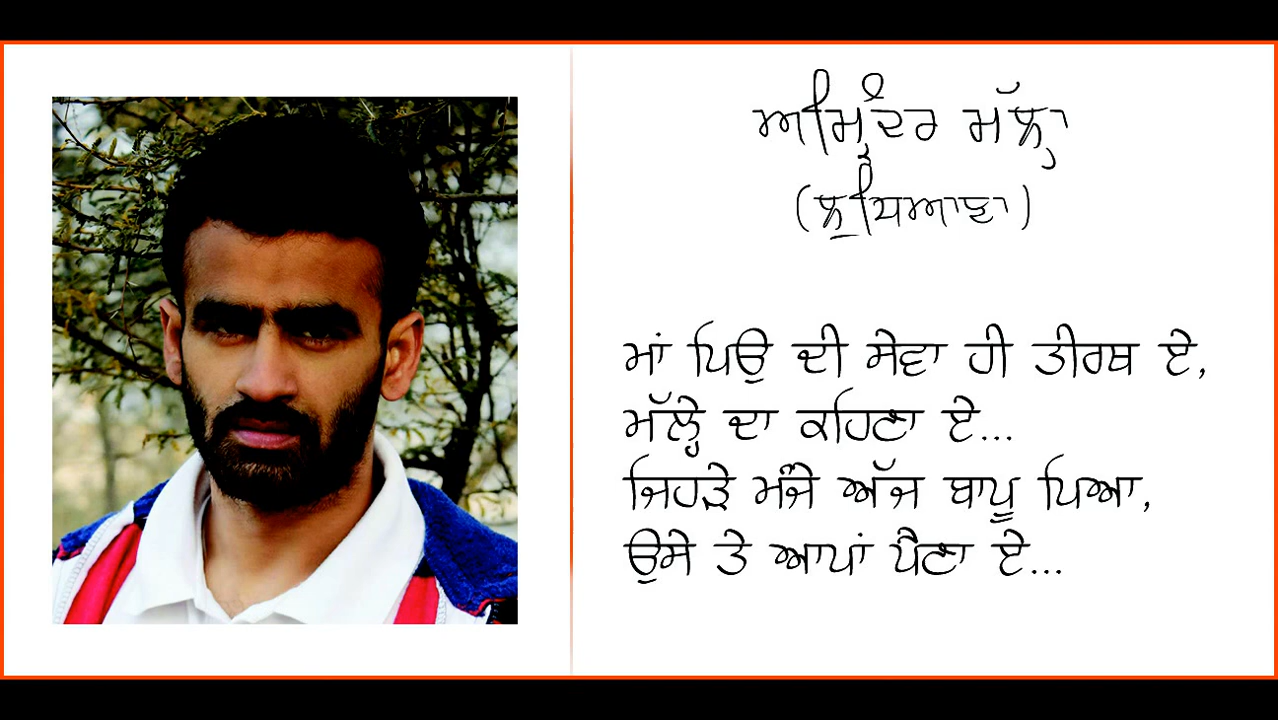 ਅਮ੍ਰਿੰਦਰ ਮੱਲ੍ਹਾ
(ਲੁਧਿਆਣਾ)
ਮਾਂ ਪਿਉ ਦੀ ਸੇਵਾ ਹੀ ਤੀਰਥ ਏ,
ਮੱਲ੍ਹੇ ਦਾ ਕਹਿਣਾ ਏ...
ਜਿਹੜੇ ਮੰਜੇ ਅੱਜ ਬਾਪੂ ਪਿਆ,
ਉਸੇ ਤੇ ਆਪਾਂ ਪੈਣਾ ਏ...